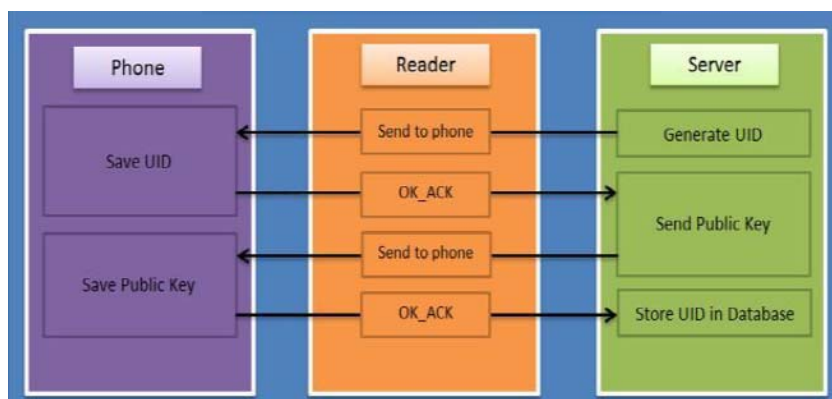 Phone
Reader
Server
Send to phone
Generate UID
Save UID
OK_ACK
Send Public Key
Send to phone
Save Public Key
OK_ACK
Store UID in Database